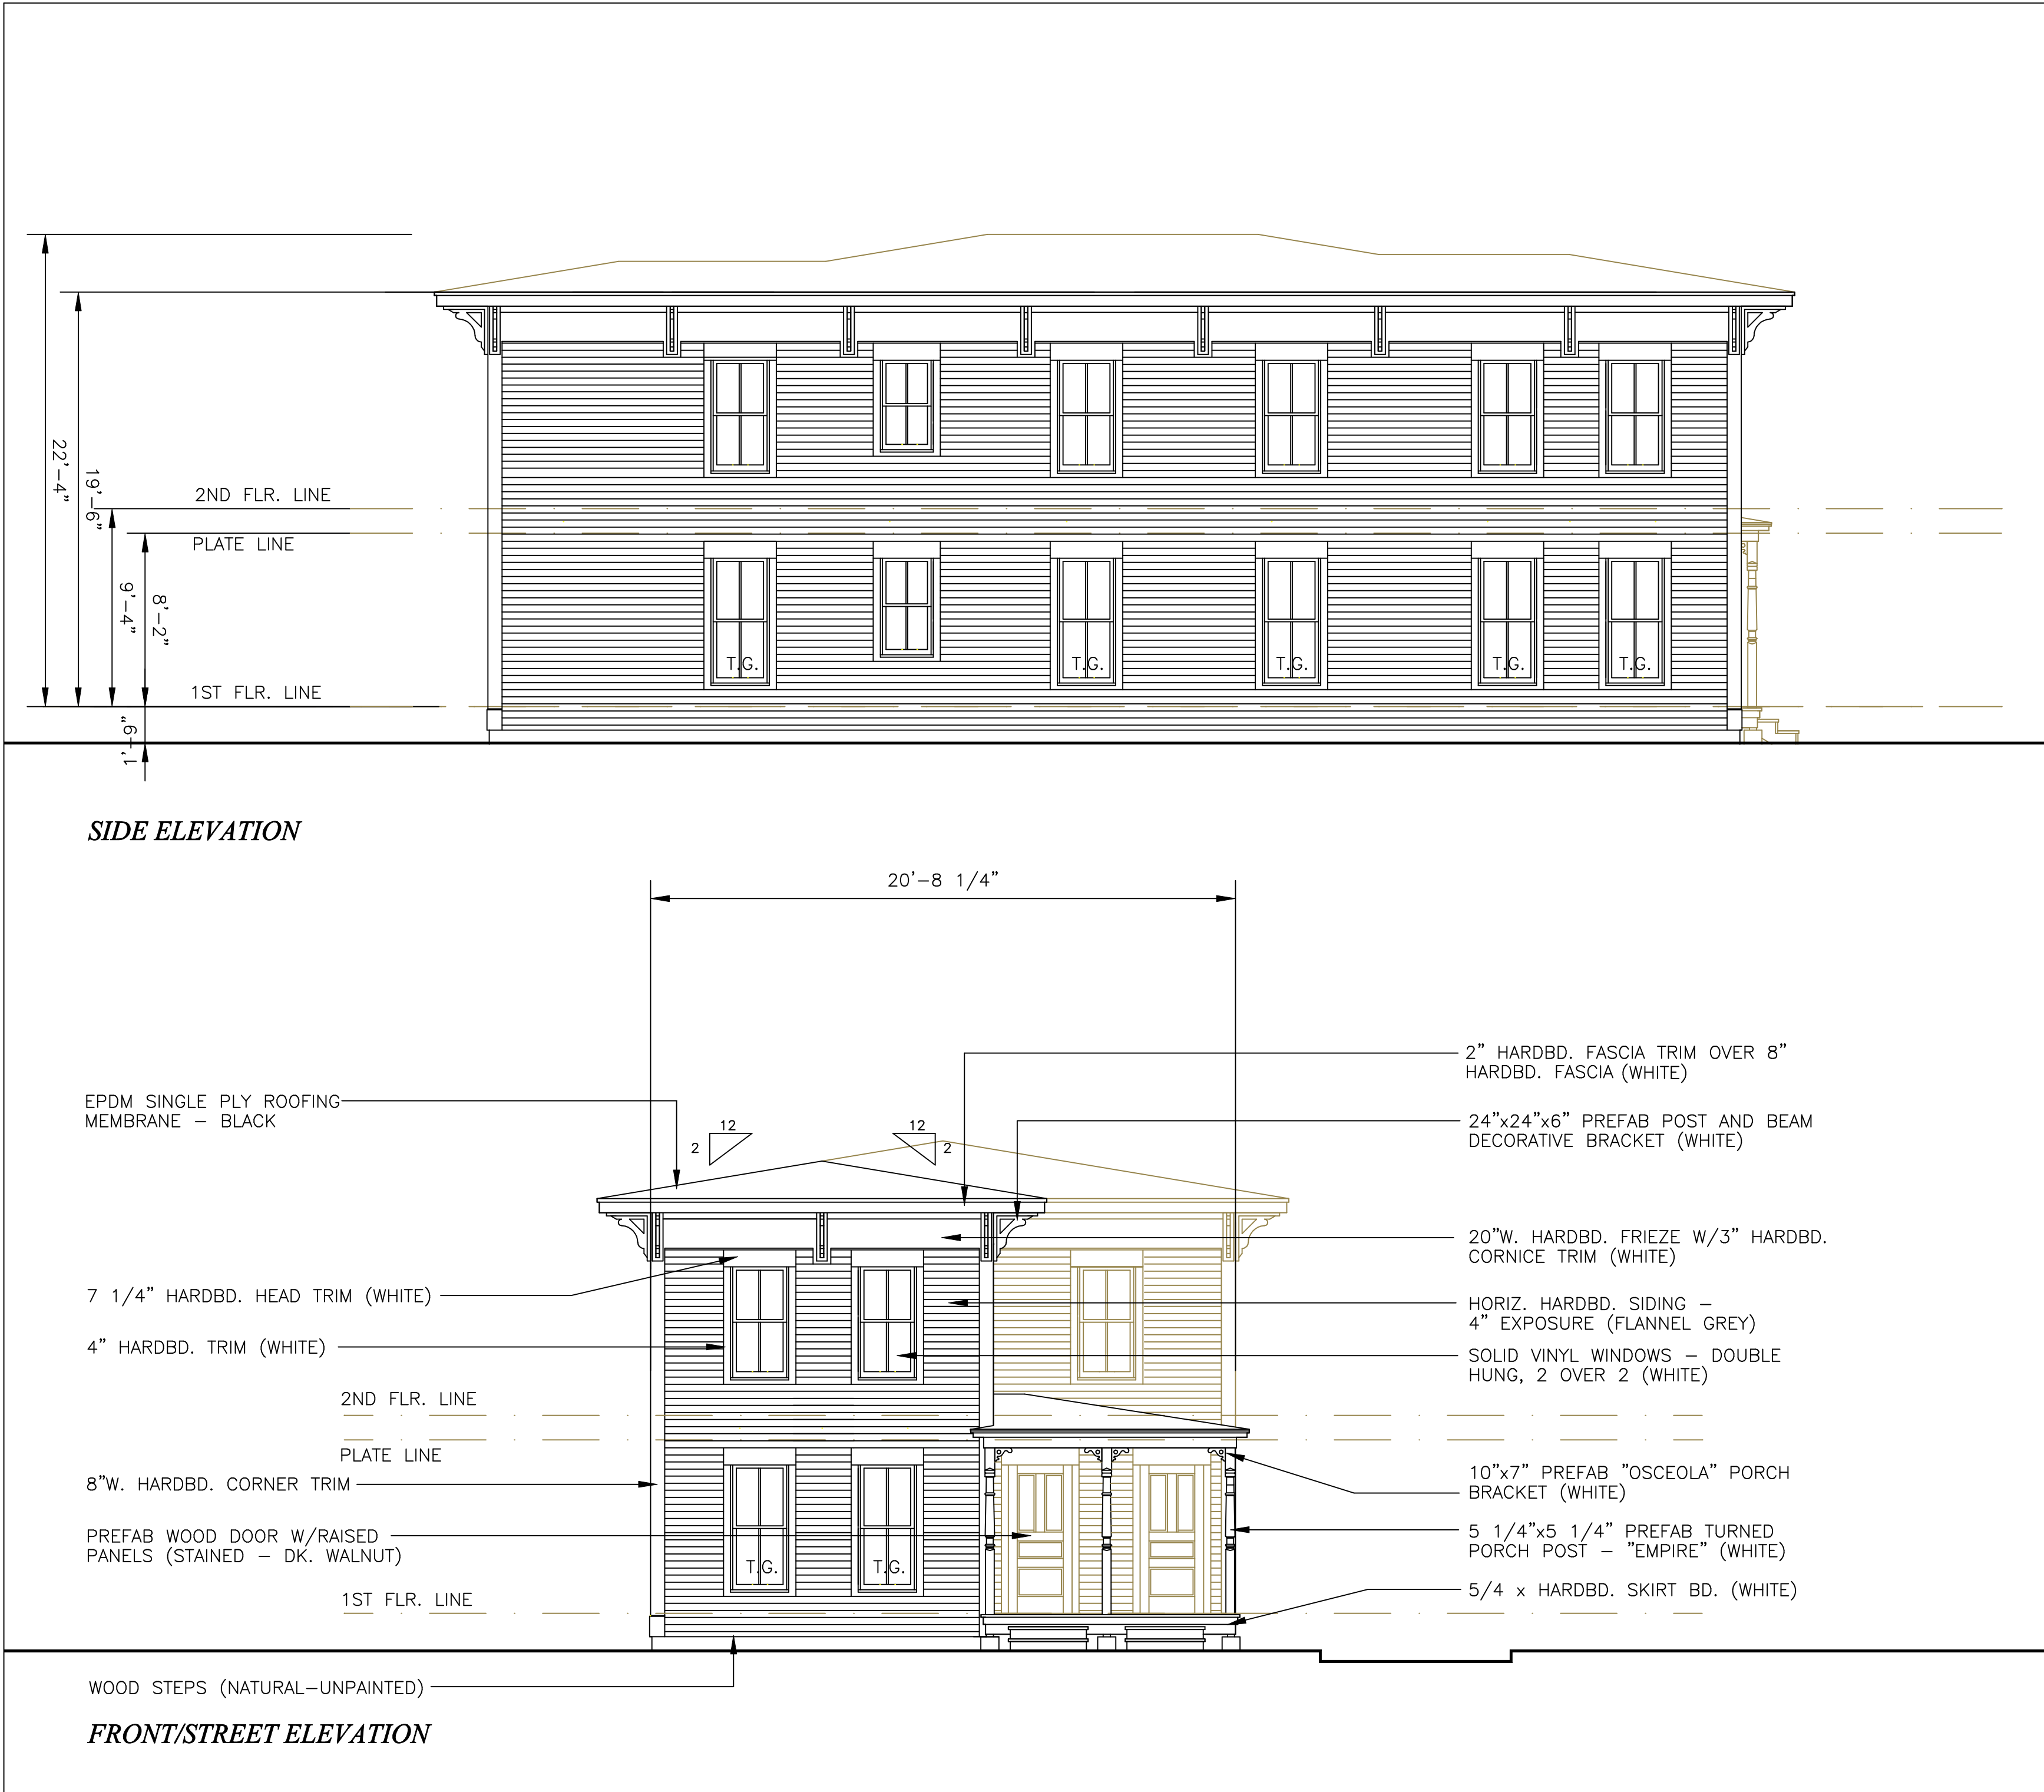 22'-4"
19'-6"
2ND FLR. LINE
PLATE LINE
9'-4"
8'-2"
1ST FLR. LINE
1'-6"
T.G.
T.G.
T.G.
T.G.
T.G.
SIDE ELEVATION
20'-8 1/4"
2" HARDBD. FASCIA TRIM OVER 8"
HARDBD. FASCIA (WHITE)
EPDM SINGLE PLY ROOFING
MEMBRANE - BLACK
12
2
12
2
24"x24"x6" PREFAB POST AND BEAM
DECORATIVE BRACKET (WHITE)
20"W. HARDBD. FRIEZE W/3" HARDBD.
CORNICE TRIM (WHITE)
7 1/4" HARDBD. HEAD TRIM (WHITE)
HORIZ. HARDBD. SIDING -
4" EXPOSURE (FLANNEL GREY)
4" HARDBD. TRIM (WHITE)
SOLID VINYL WINDOWS - DOUBLE
HUNG, 2 OVER 2 (WHITE)
2ND FLR. LINE
PLATE LINE
8"W. HARDBD. CORNER TRIM
10"x7" PREFAB "OSCEOLA" PORCH
BRACKET (WHITE)
PREFAB WOOD DOOR W/RAISED
PANELS (STAINED - DK. WALNUT)
5 1/4"x5 1/4" PREFAB TURNED
PORCH POST - "EMPIRE" (WHITE)
T.G.
T.G.
1ST FLR. LINE
5/4 x HARDBD. SKIRT BD. (WHITE)
WOOD STEPS (NATURAL-UNPAINTED)
FRONT/STREET ELEVATION